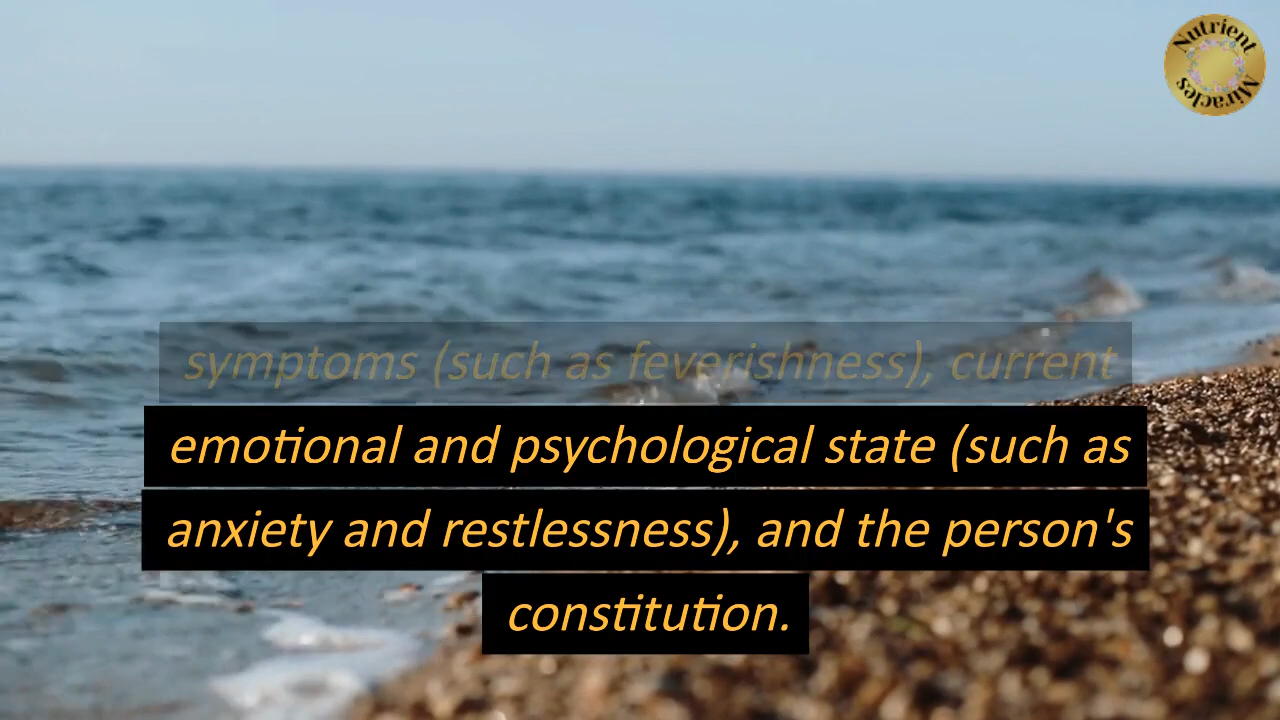 Nutrient
Miracles
symptoms (such as feverishness), current
emotional and psychological state (such as
anxiety and restlessness), and the person's
constitution.